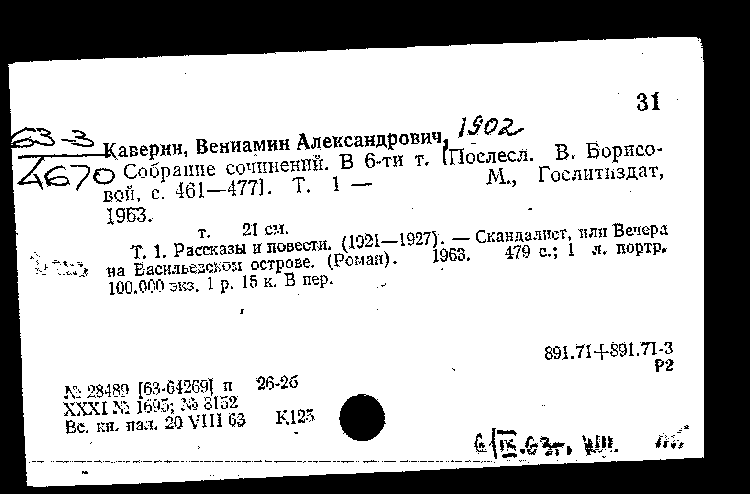 31
63-3
4670
Каверин, Вениамин Александрович, 1902
Собрание сочинений. В 6-ти т. [Послесл. В. Борисо-
вой, с. 461—477]. Т. 1 — М., Гослитиздат,
1963.
т. 21 см.
Т. 1. Рассказы и повести. (1921—1927). — Скандалист, или Вечера
на Васильевском острове. (Роман). 1963. 479 с.; 1 л. портр.
100.000 экз. 1 р. 15 к. В пер.
891.71+891.71-3
Р2
№ 28489 [63-64269] п 26-2б
XXXI № 1695; № 8152
Вс. кн. пал. 20 VIII 63 К123